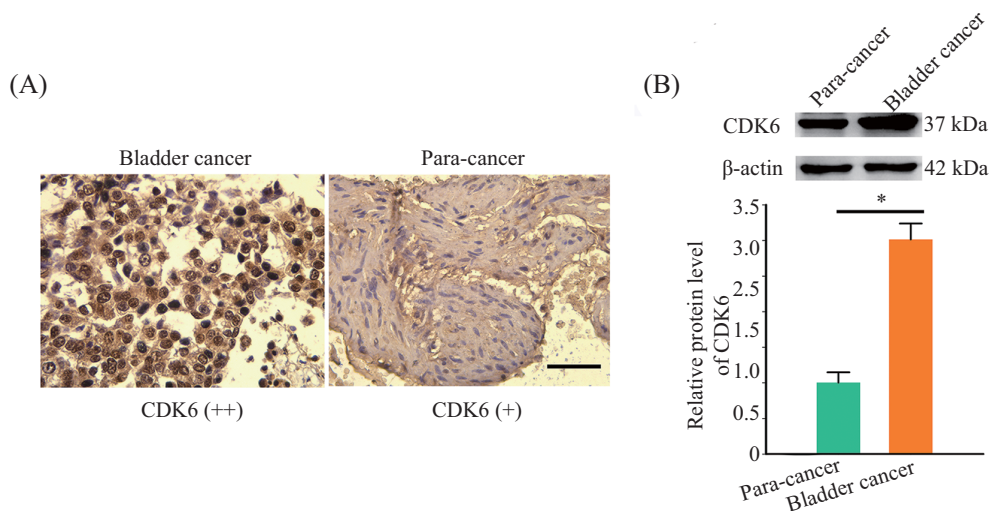 (A)
Bladder cancer
Para-cancer
CDK6 (++)
CDK6 (+)
(B)
Para-cancer
Bladder cancer
CDK6
37 kDa
β-actin
42 kDa
*
Relative protein level
of CDK6
3.5
3.0
2.5
1.5
1.0
0.5
0
Para-cancer
Bladder cancer